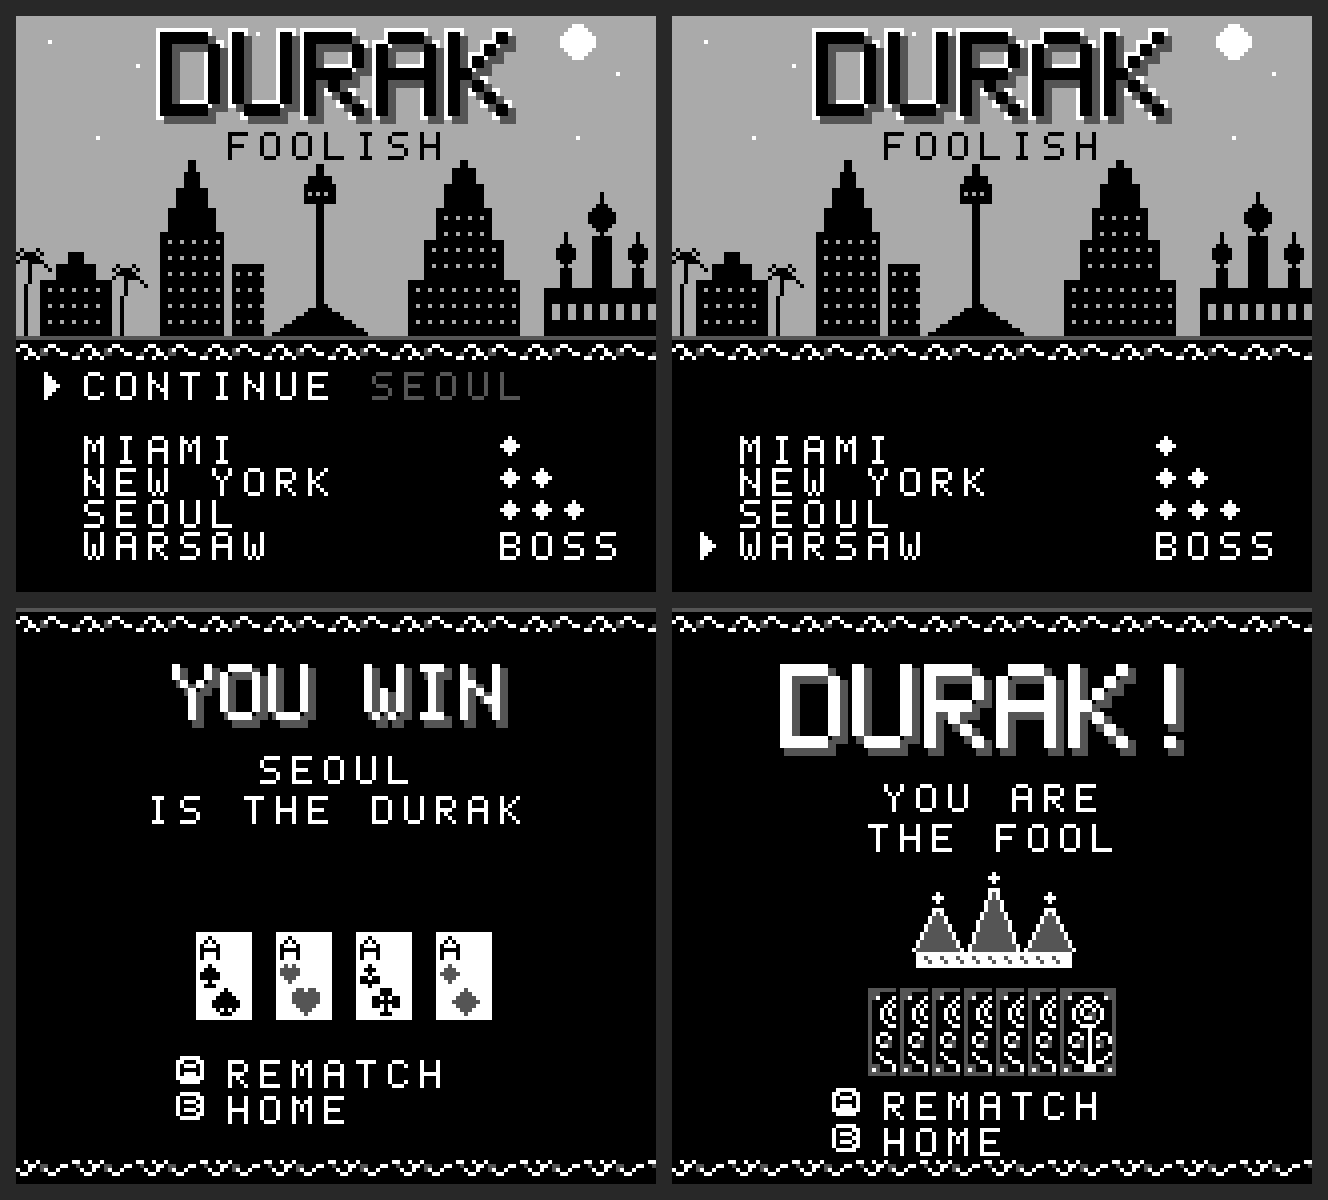 DURAK
FOOLISH
CONTINUE SEOUL
MIAMI
NEW YORK
SEOUL
WARSAW BOSS
DURAK
FOOLISH
MIAMI
NEW YORK
SEOUL
WARSAW BOSS
YOU WIN
SEOUL
IS THE DURAK
A A A A
A REMATCH
B HOME
DURAK!
YOU ARE
THE FOOL
A REMATCH
B HOME